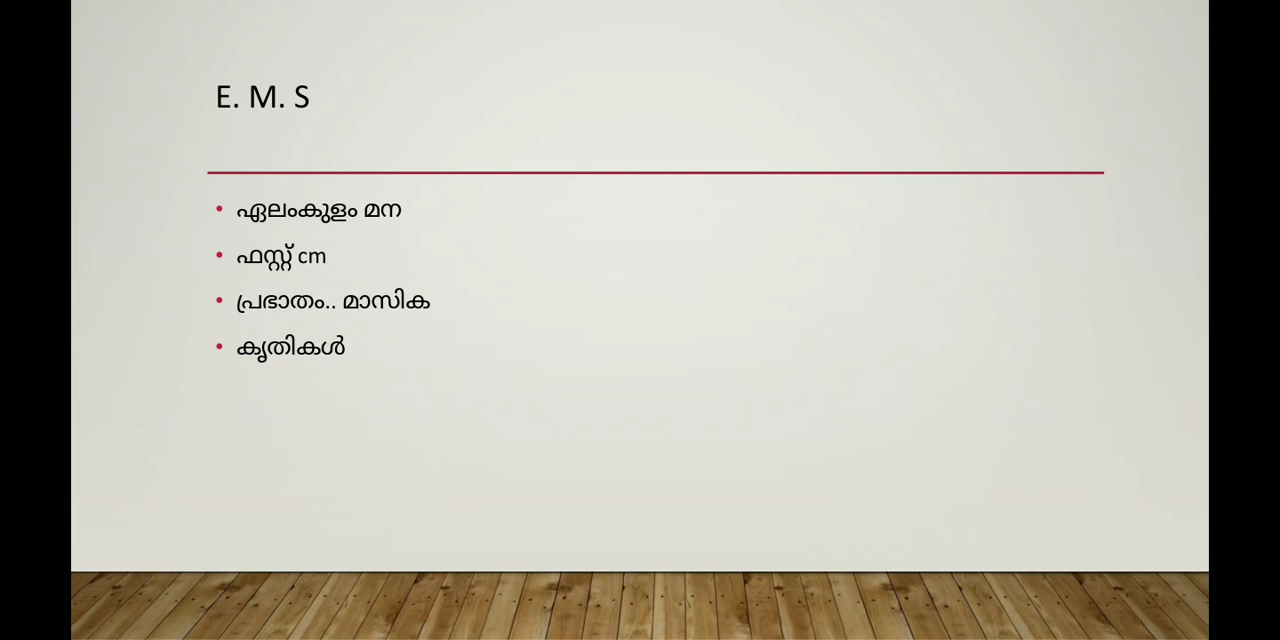 E. M. S
• ഏലംകുളം മന
• ഫസ്റ്റ് cm
• പ്രഭാതം.. മാസിക
• കൃതികൾ